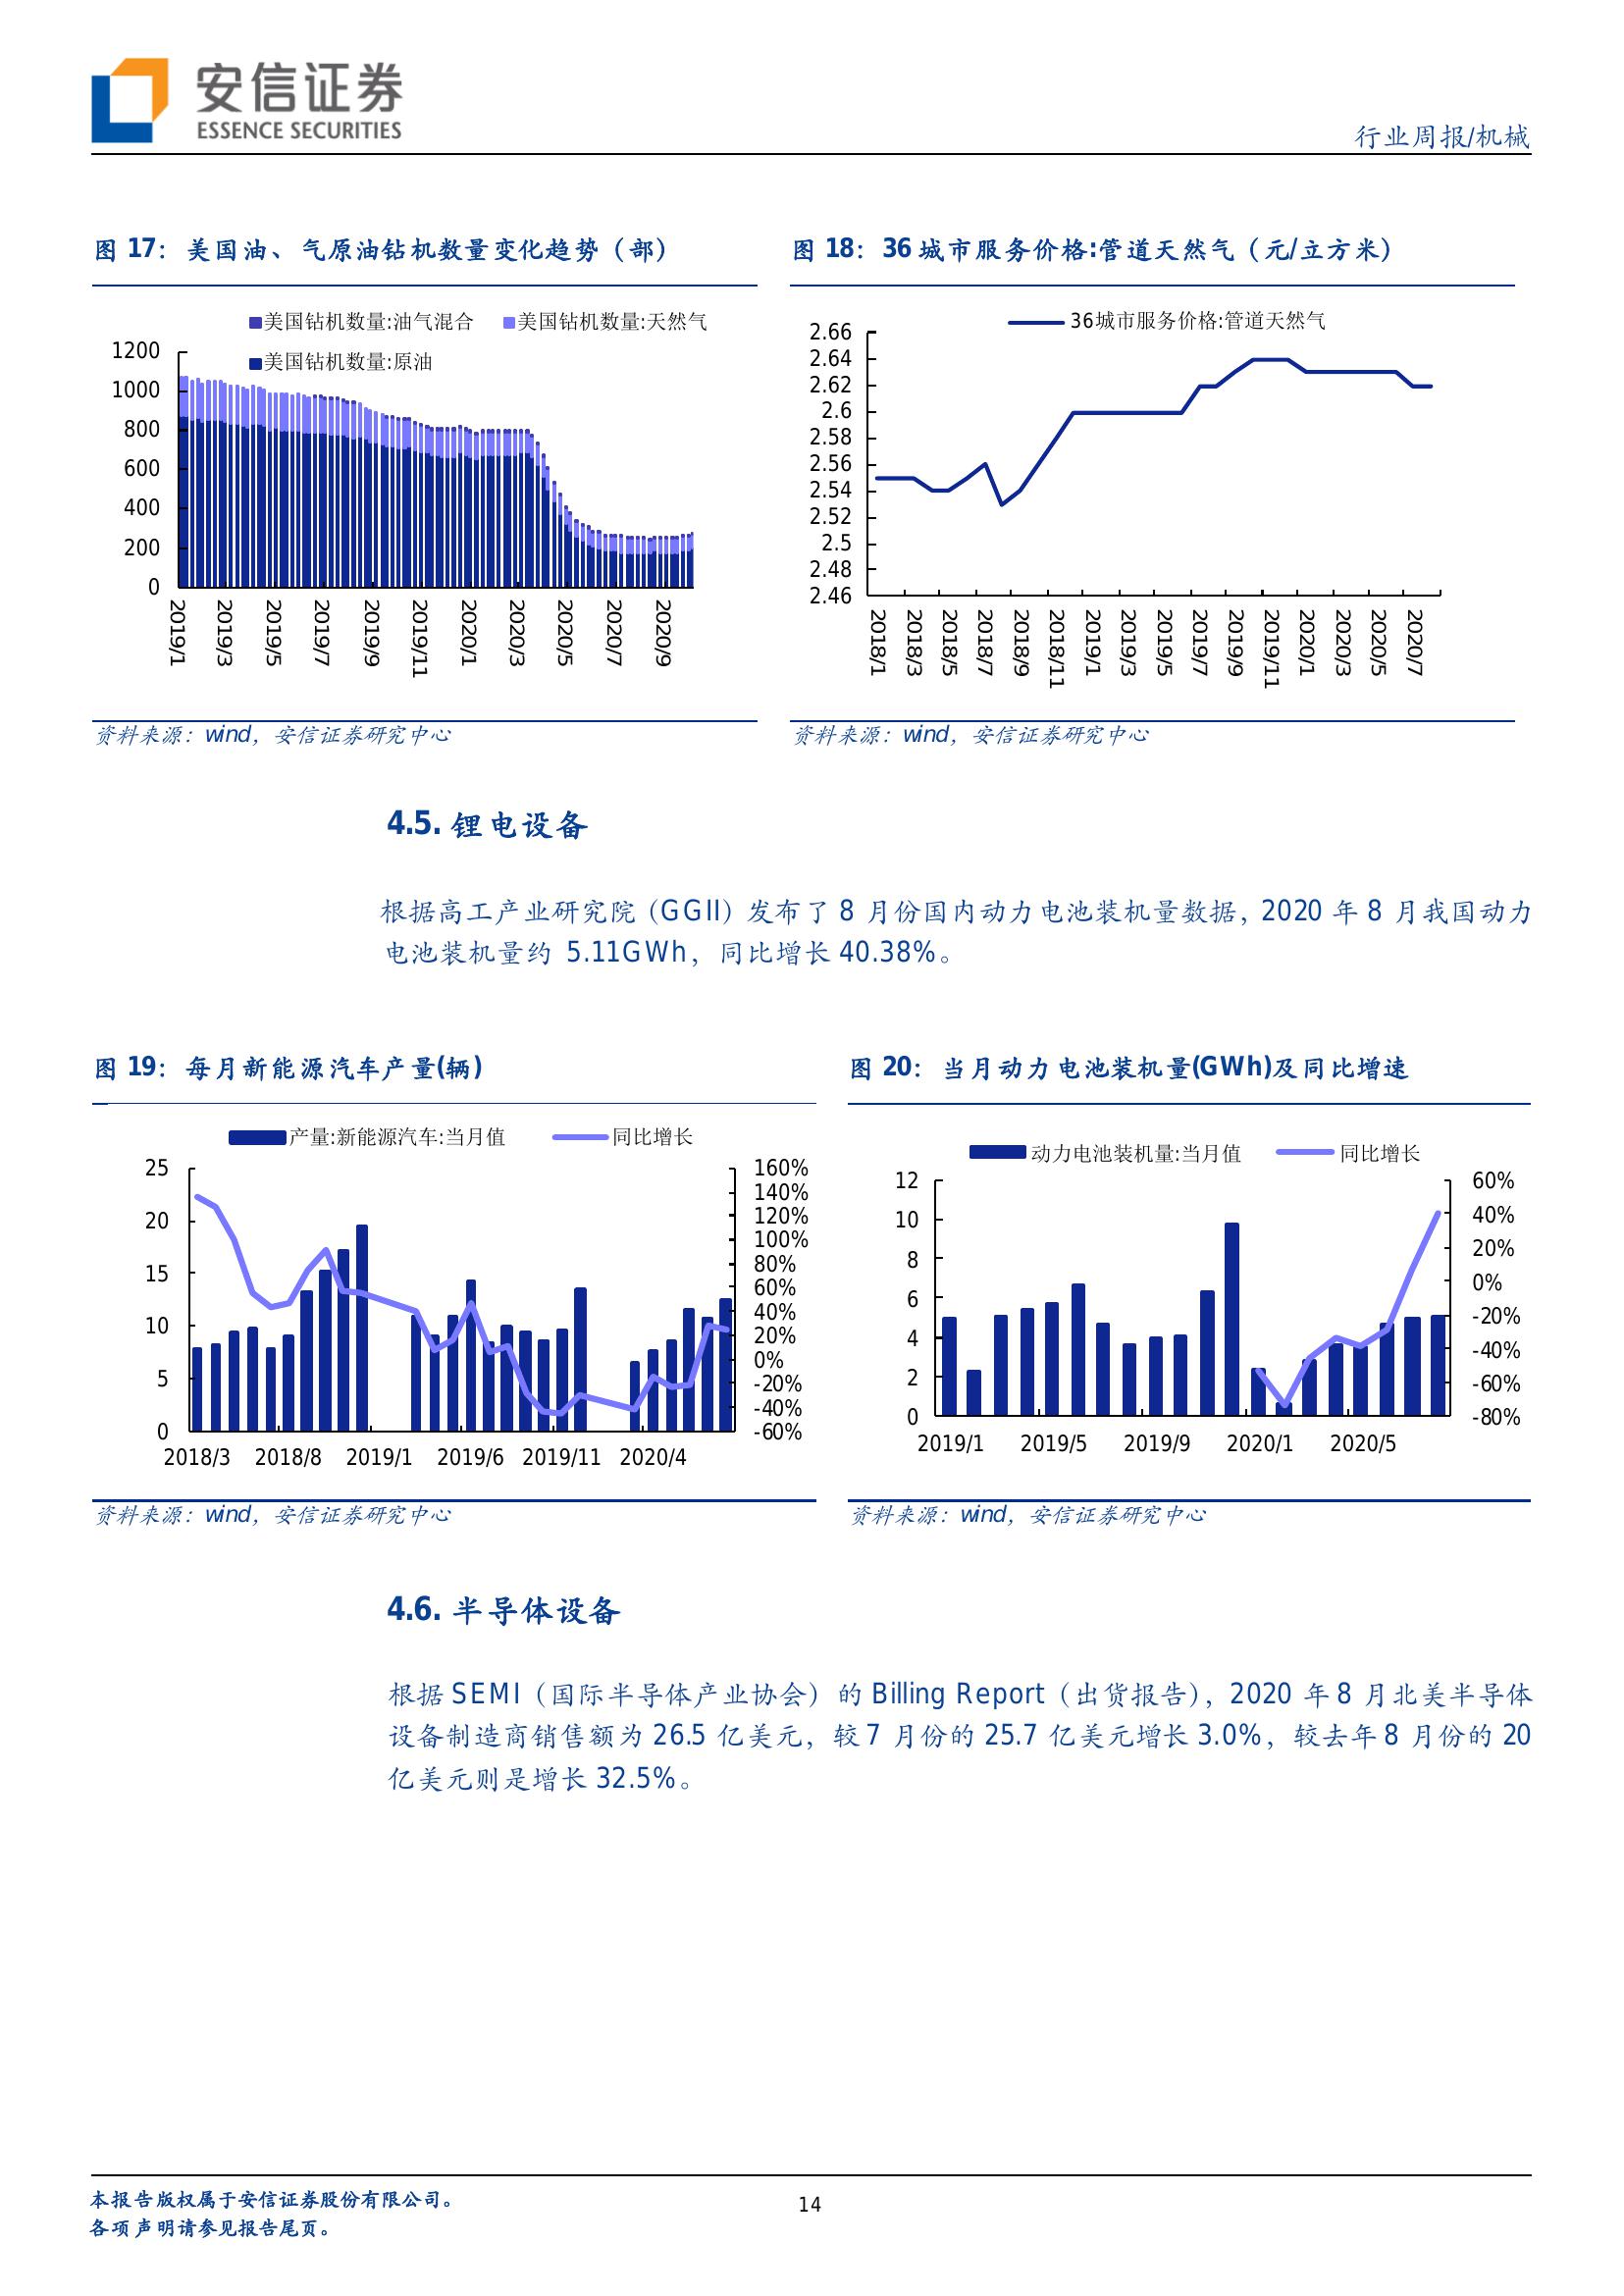 安信证券
ESSENCE SECURITIES
行业周报/机械
图 17：美国油、气原油钻机数量变化趋势（部）
美国钻机数量:油气混合
美国钻机数量:天然气
美国钻机数量:原油
1200
1000
800
600
400
200
0
2019/1
2019/3
2019/5
2019/7
2019/9
2019/11
2020/1
2020/3
2020/5
2020/7
2020/9
资料来源：wind，安信证券研究中心
图 18：36 城市服务价格:管道天然气（元/立方米）
36城市服务价格:管道天然气
2.66
2.64
2.62
2.6
2.58
2.56
2.54
2.52
2.5
2.48
2.46
2018/1
2018/3
2018/5
2018/7
2018/9
2018/11
2019/1
2019/3
2019/5
2019/7
2019/9
2019/11
2020/1
2020/3
2020/5
2020/7
资料来源：wind，安信证券研究中心
4.5. 锂电设备
根据高工产业研究院（GGII）发布了 8 月份国内动力电池装机量数据，2020 年 8 月我国动力
电池装机量约 5.11GWh，同比增长 40.38%。
图 19：每月新能源汽车产量(辆)
产量:新能源汽车:当月值
同比增长
25
20
15
10
5
0
160%
140%
120%
100%
80%
60%
40%
20%
0%
-20%
-40%
-60%
2018/3 2018/8 2019/1 2019/6 2019/11 2020/4
资料来源：wind，安信证券研究中心
图 20：当月动力电池装机量(GWh)及同比增速
动力电池装机量:当月值
同比增长
12
10
8
6
4
2
0
60%
40%
20%
0%
-20%
-40%
-60%
-80%
2019/1 2019/5 2019/9 2020/1 2020/5
资料来源：wind，安信证券研究中心
4.6. 半导体设备
根据 SEMI（国际半导体产业协会）的 Billing Report（出货报告），2020 年 8 月北美半导体
设备制造商销售额为 26.5 亿美元，较 7 月份的 25.7 亿美元增长 3.0%，较去年 8 月份的 20
亿美元则是增长 32.5%。
本报告版权属于安信证券股份有限公司。
各项声明请参见报告尾页。
14